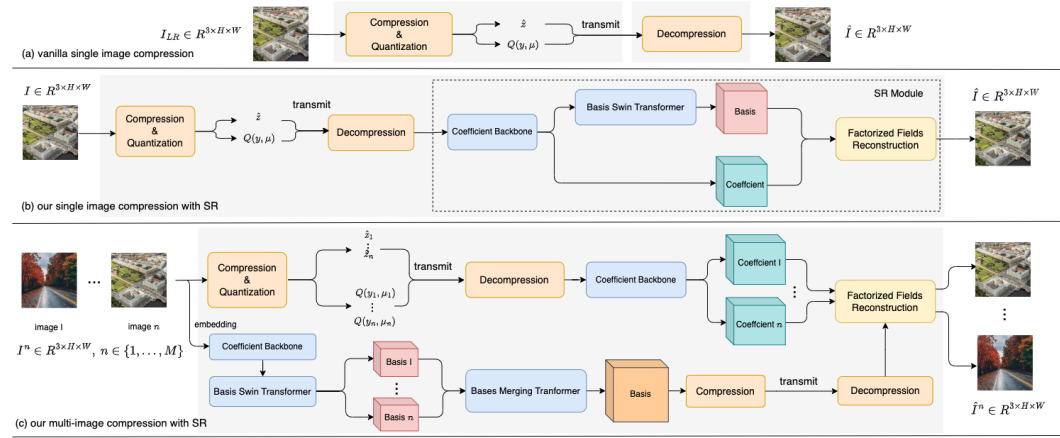 I_{LR} ∈ R^{3×H×W}
Compression
&
Quantization
ẑ
Q(y, μ)
transmit
Decompression
Î ∈ R^{3×H×W}
(a) vanilla single image compression
I ∈ R^{3×H×W}
Compression
&
Quantization
ẑ
Q(y, μ)
transmit
Decompression
Coefficient Backbone
Basis Swin Transformer
Basis
Coeffcient
SR Module
Factorized Fields
Reconstruction
Î ∈ R^{3×H×W}
(b) our single image compression with SR
image I
...
image n
I^n ∈ R^{3×H×W}, n ∈ {1, . . . , M}
Compression
&
Quantization
ẑ_1
⋮
ẑ_n
Q(y_1, μ_1)
⋮
Q(y_n, μ_n)
transmit
Decompression
Coefficient Backbone
Coeffcient I
⋮
Coeffcient n
Factorized Fields
Reconstruction
embedding
Coefficient Backbone
Basis Swin Transformer
Basis I
⋮
Basis n
Bases Merging Tranformer
Basis
Compression
transmit
Decompression
⋮
Î^n ∈ R^{3×H×W}
(c) our multi-image compression with SR